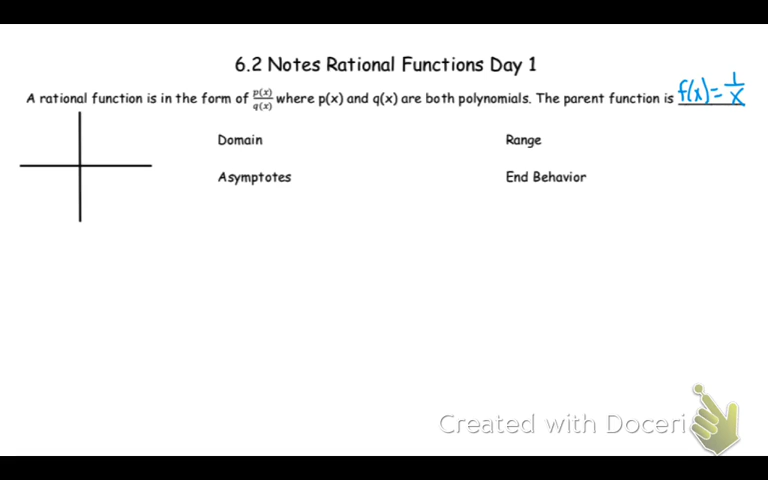 6.2 Notes Rational Functions Day 1
A rational function is in the form of p(x)/q(x) where p(x) and q(x) are both polynomials. The parent function is f(x)=1/x
Domain Range
Asymptotes End Behavior
Created with Doceri